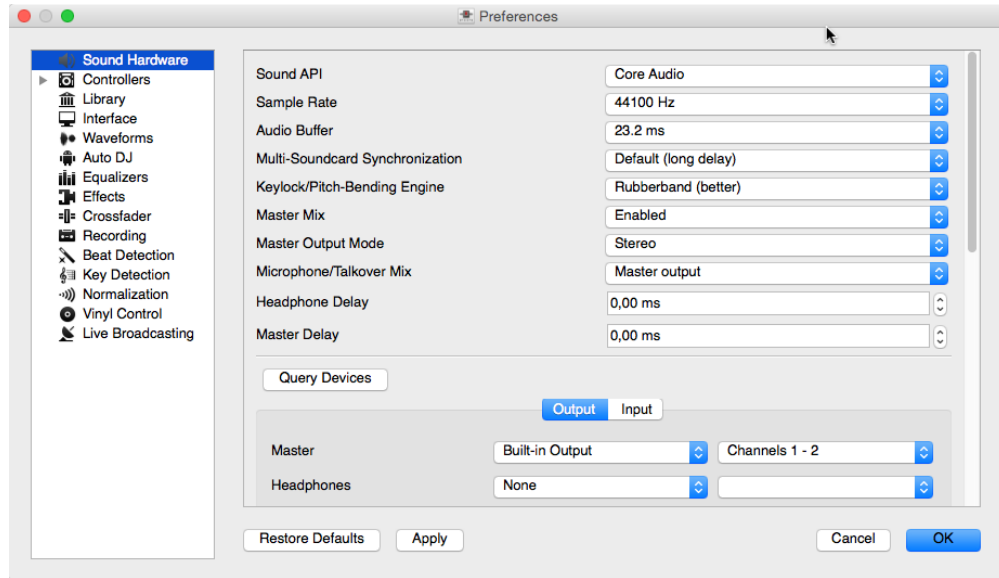 Preferences
Sound Hardware
Controllers
Library
Interface
Waveforms
Auto DJ
Equalizers
Effects
Crossfader
Recording
Beat Detection
Key Detection
Normalization
Vinyl Control
Live Broadcasting
Sound API Core Audio
Sample Rate 44100 Hz
Audio Buffer 23.2 ms
Multi-Soundcard Synchronization Default (long delay)
Keylock/Pitch-Bending Engine Rubberband (better)
Master Mix Enabled
Master Output Mode Stereo
Microphone/Talkover Mix Master output
Headphone Delay 0,00 ms
Master Delay 0,00 ms
Query Devices
Output Input
Master Built-in Output Channels 1 - 2
Headphones None
Restore Defaults Apply Cancel OK